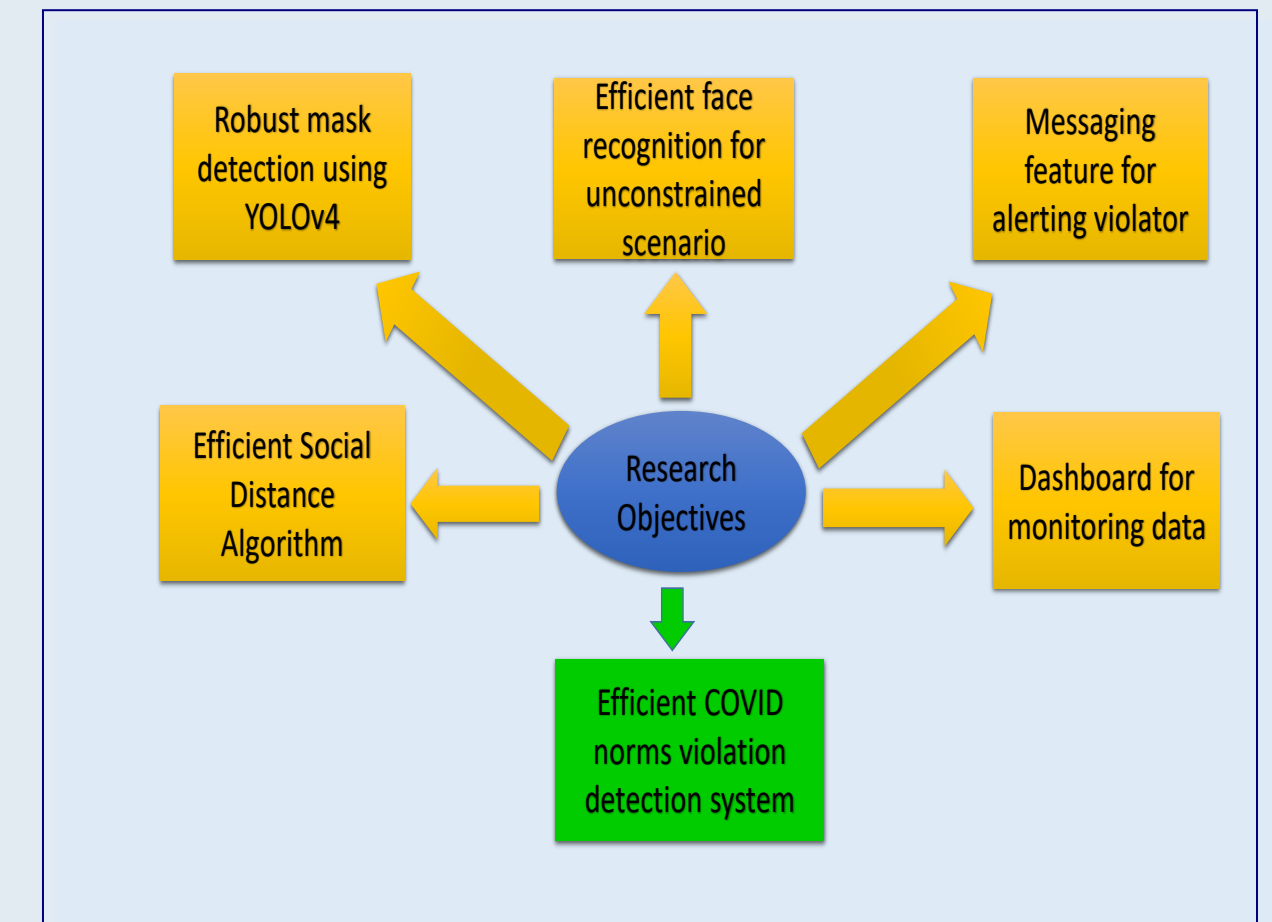 Robust mask
detection using
YOLOv4
Efficient face
recognition for
unconstrained
scenario
Messaging
feature for
alerting violator
Efficient Social
Distance
Algorithm
Research
Objectives
Dashboard for
monitoring data
Efficient COVID
norms violation
detection system